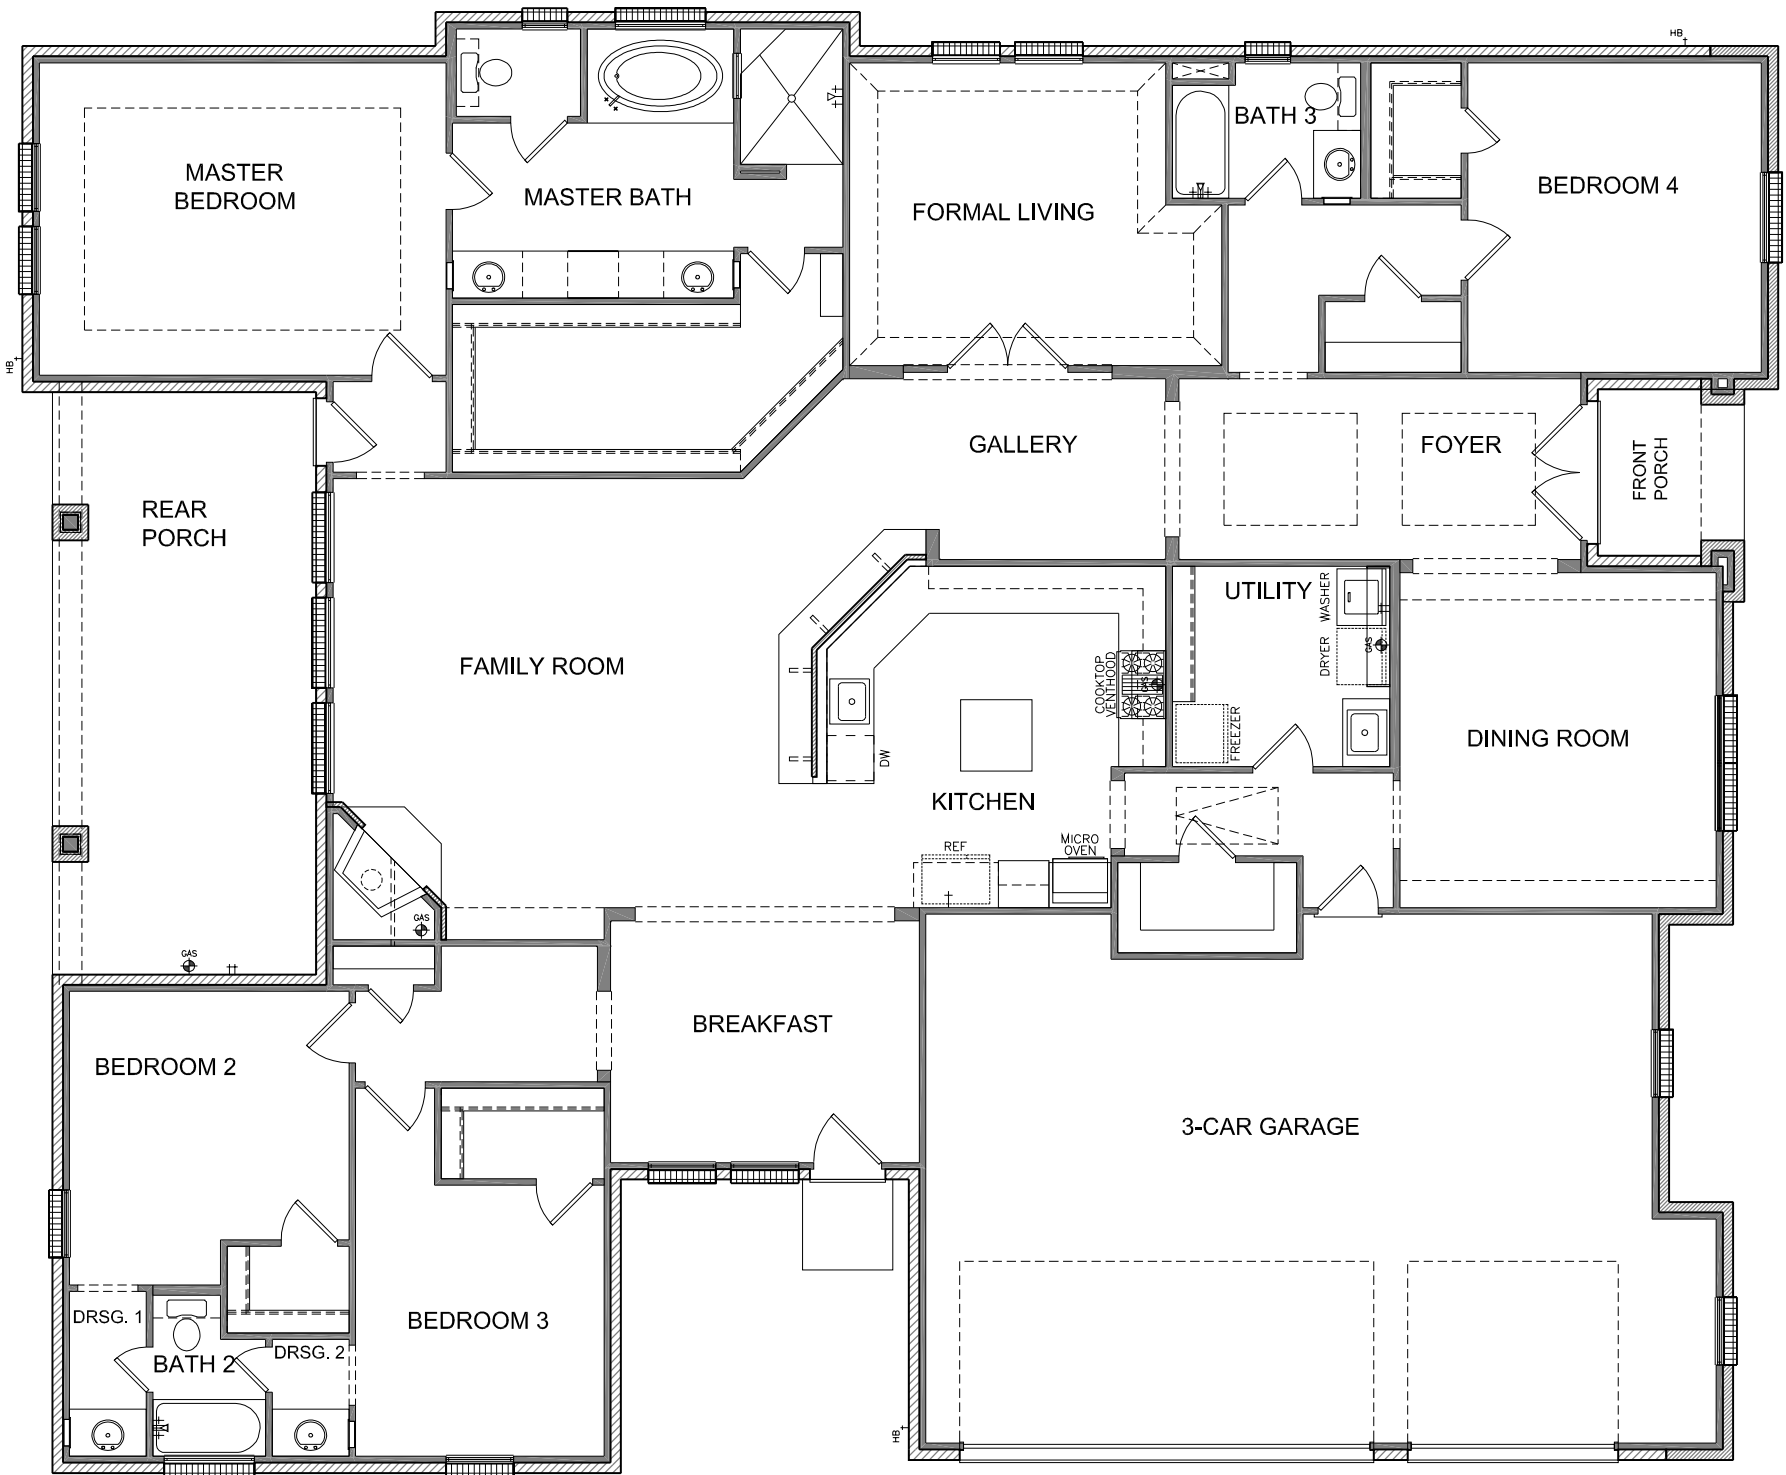 HB
MASTER
BEDROOM
MASTER BATH
FORMAL LIVING
BATH 3
BEDROOM 4
HB
GALLERY
FOYER
FRONT
PORCH
REAR
PORCH
FAMILY ROOM
UTILITY
WASHER
DRYER
GAS
COOKTOP
VENTHOOD
GAS
FREEZER
DW
DINING ROOM
KITCHEN
REF
MICRO
OVEN
GAS
GAS
BREAKFAST
BEDROOM 2
3-CAR GARAGE
BEDROOM 3
DRSG. 1
BATH 2
DRSG. 2
HB